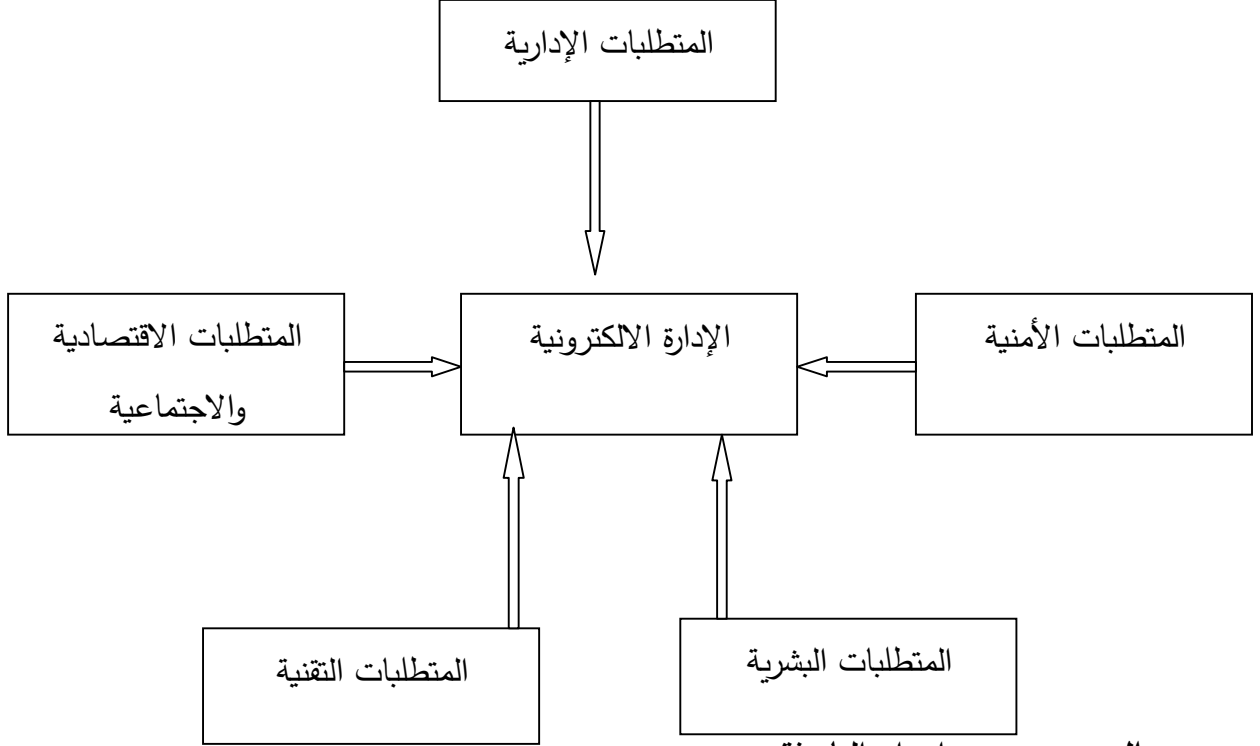 المتطلبات الإدارية
المتطلبات الأمنية
الإدارة الالكترونية
المتطلبات الاقتصادية
والاجتماعية
المتطلبات البشرية
المتطلبات التقنية